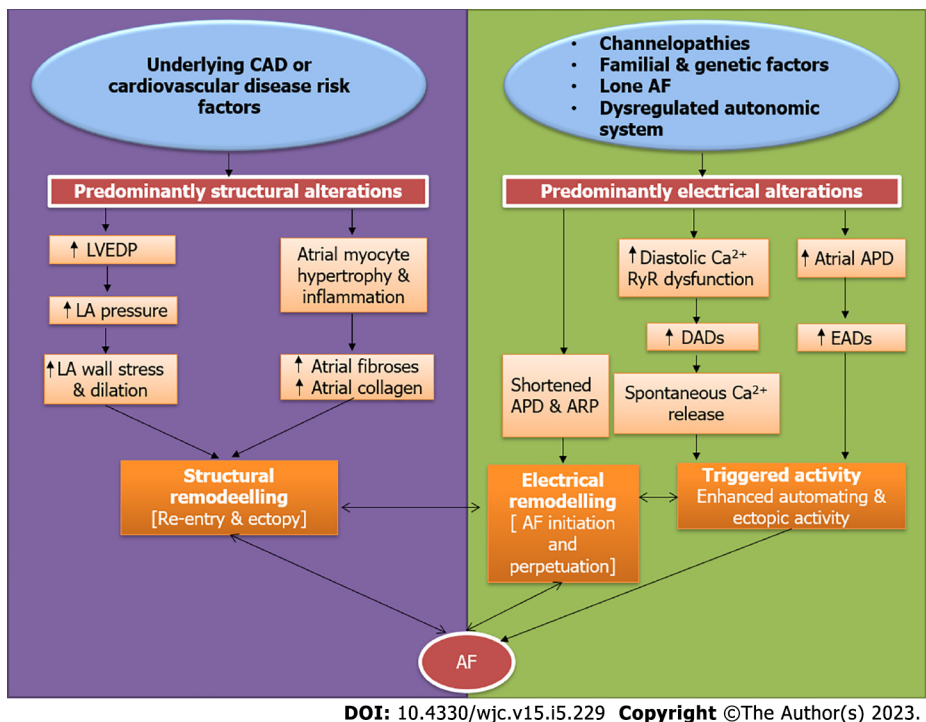 Underlying CAD or
cardiovascular disease risk
factors
• Channelopathies
• Familial & genetic factors
• Lone AF
• Dysregulated autonomic
system
Predominantly structural alterations
Predominantly electrical alterations
↑ LVEDP
Atrial myocyte
hypertrophy &
inflammation
↑ Diastolic Ca²⁺
RyR dysfunction
↑ Atrial APD
↑ LA pressure
↑ DADs
↑ EADs
↑ LA wall stress
& dilation
↑ Atrial fibroses
↑ Atrial collagen
Shortened
APD & ARP
Spontaneous Ca²⁺
release
Structural
remodeelling
[Re-entry & ectopy]
Electrical
remodelling
[ AF initiation
and
perpetuation]
Triggered activity
Enhanced automating &
ectopic activity
AF
DOI: 10.4330/wjc.v15.i5.229 Copyright ©The Author(s) 2023.